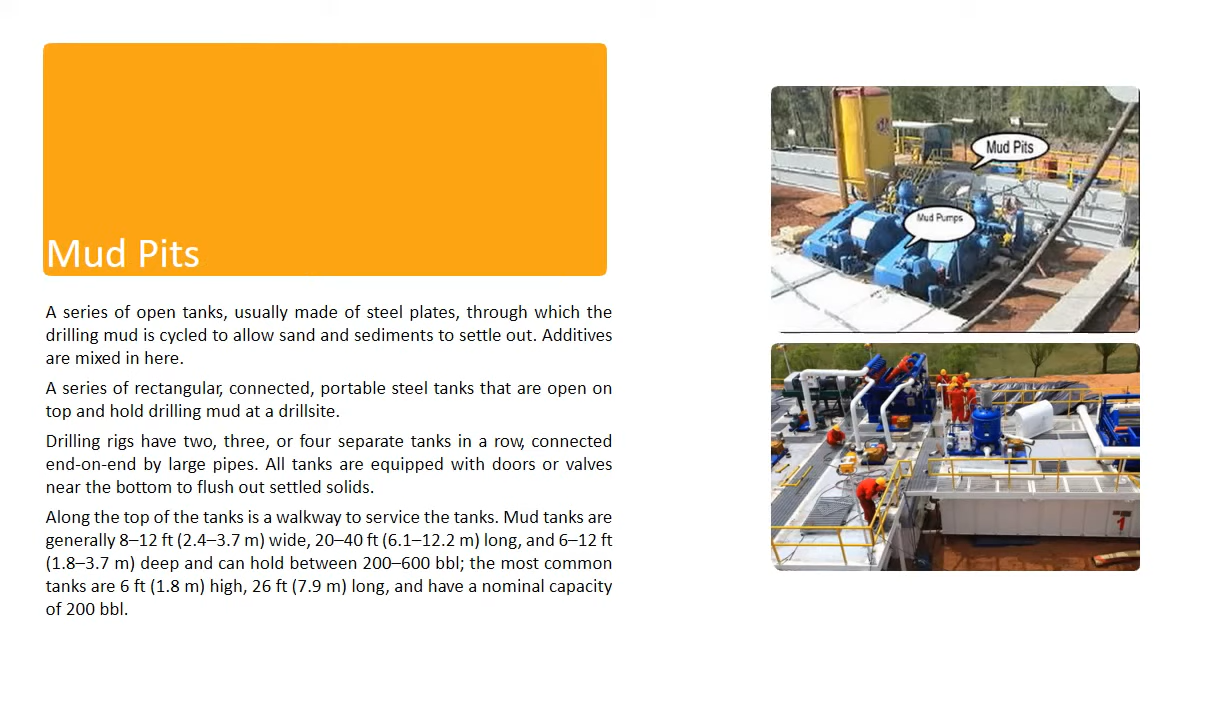 Mud Pits
A series of open tanks, usually made of steel plates, through which the
drilling mud is cycled to allow sand and sediments to settle out. Additives
are mixed in here.
A series of rectangular, connected, portable steel tanks that are open on
top and hold drilling mud at a drillsite.
Drilling rigs have two, three, or four separate tanks in a row, connected
end-on-end by large pipes. All tanks are equipped with doors or valves
near the bottom to flush out settled solids.
Along the top of the tanks is a walkway to service the tanks. Mud tanks are
generally 8–12 ft (2.4–3.7 m) wide, 20–40 ft (6.1–12.2 m) long, and 6–12 ft
(1.8–3.7 m) deep and can hold between 200–600 bbl; the most common
tanks are 6 ft (1.8 m) high, 26 ft (7.9 m) long, and have a nominal capacity
of 200 bbl.
Mud Pits
Mud Pumps
1